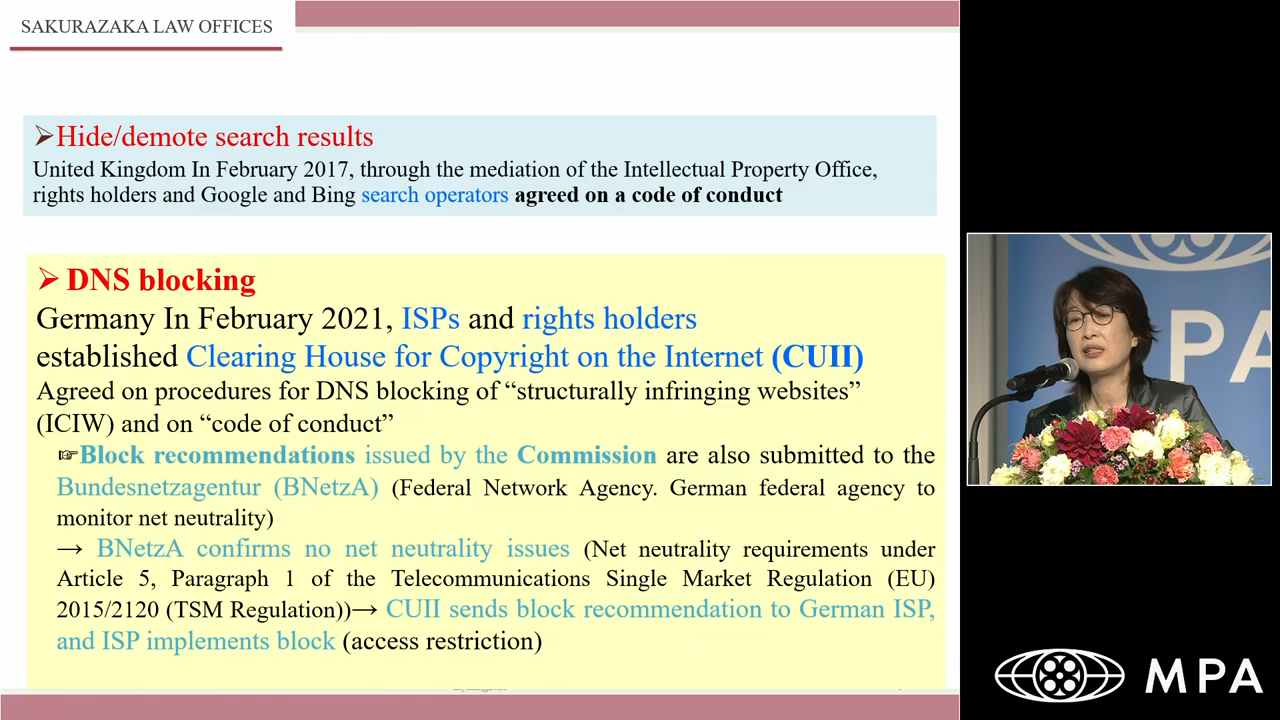 SAKURAZAKA LAW OFFICES
➢Hide/demote search results
United Kingdom In February 2017, through the mediation of the Intellectual Property Office,
rights holders and Google and Bing search operators agreed on a code of conduct
➢ DNS blocking
Germany In February 2021, ISPs and rights holders
established Clearing House for Copyright on the Internet (CUII)
Agreed on procedures for DNS blocking of “structurally infringing websites”
(ICIW) and on “code of conduct”
☞Block recommendations issued by the Commission are also submitted to the
Bundesnetzagentur (BNetzA) (Federal Network Agency. German federal agency to
monitor net neutrality)
→ BNetzA confirms no net neutrality issues (Net neutrality requirements under
Article 5, Paragraph 1 of the Telecommunications Single Market Regulation (EU)
2015/2120 (TSM Regulation))→ CUII sends block recommendation to German ISP,
and ISP implements block (access restriction)
PA
MPA